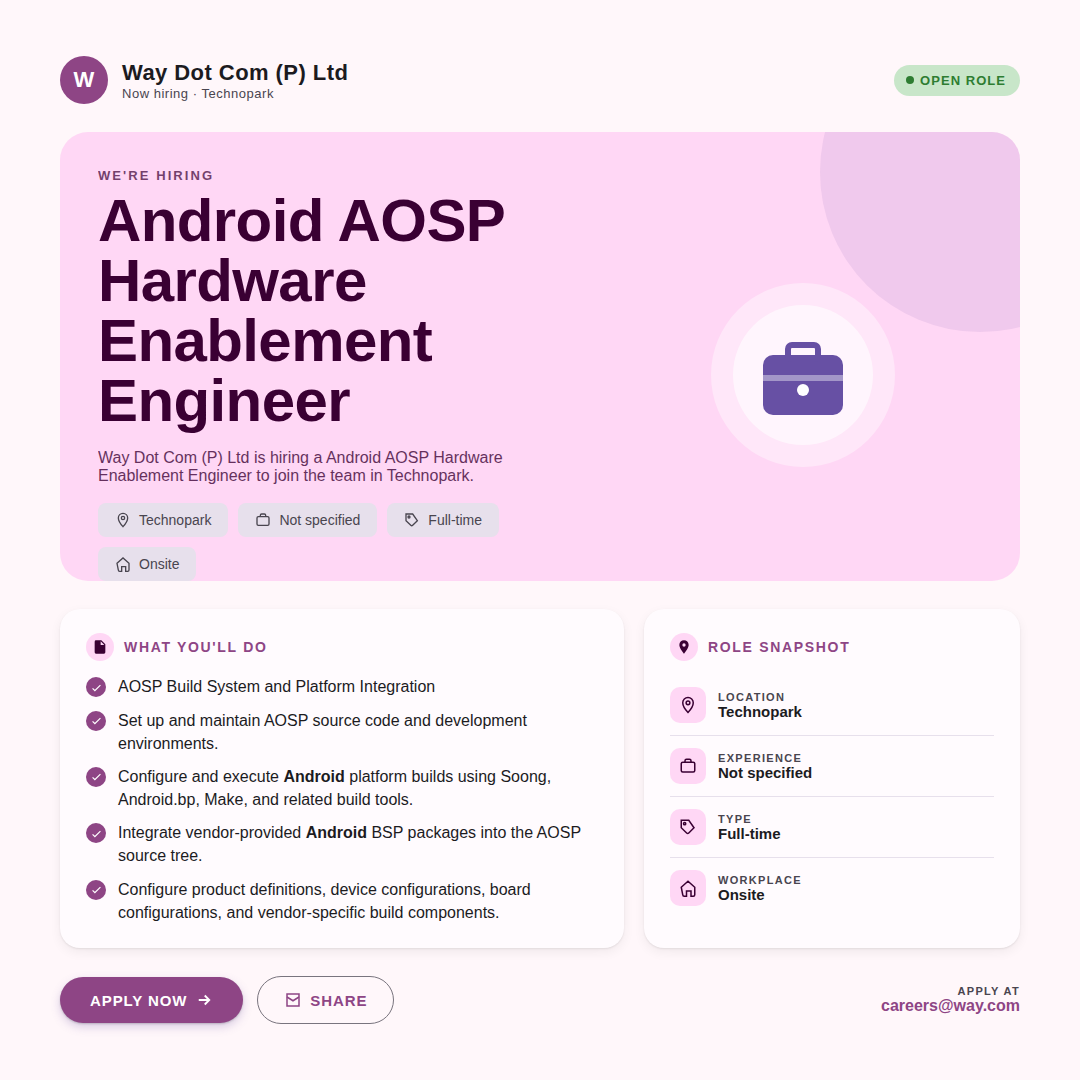 W
Way Dot Com (P) Ltd
Now hiring · Technopark
OPEN ROLE
WE'RE HIRING
Android AOSP
Hardware
Enablement
Engineer
Way Dot Com (P) Ltd is hiring a Android AOSP Hardware
Enablement Engineer to join the team in Technopark.
Technopark
Not specified
Full-time
Onsite
WHAT YOU'LL DO
AOSP Build System and Platform Integration
Set up and maintain AOSP source code and development
environments.
Configure and execute Android platform builds using Soong,
Android.bp, Make, and related build tools.
Integrate vendor-provided Android BSP packages into the AOSP
source tree.
Configure product definitions, device configurations, board
configurations, and vendor-specific build components.
ROLE SNAPSHOT
LOCATION
Technopark
EXPERIENCE
Not specified
TYPE
Full-time
WORKPLACE
Onsite
APPLY NOW
SHARE
APPLY AT
careers@way.com